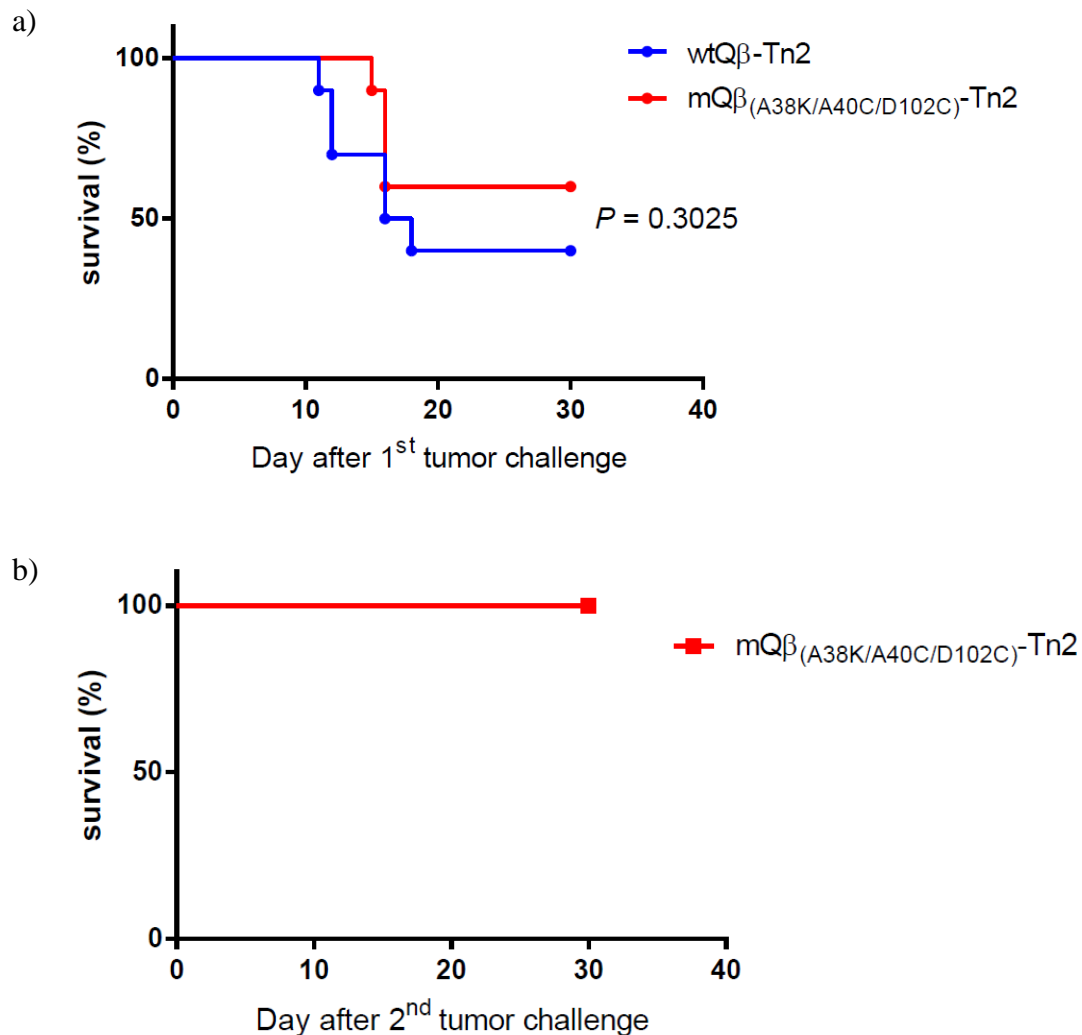 a)
wtQβ-Tn2
mQβ(A38K/A40C/D102C)-Tn2
100
50
0
survival (%)
P = 0.3025
0 10 20 30 40
Day after 1st tumor challenge
b)
mQβ(A38K/A40C/D102C)-Tn2
100
50
0
survival (%)
0 10 20 30 40
Day after 2nd tumor challenge